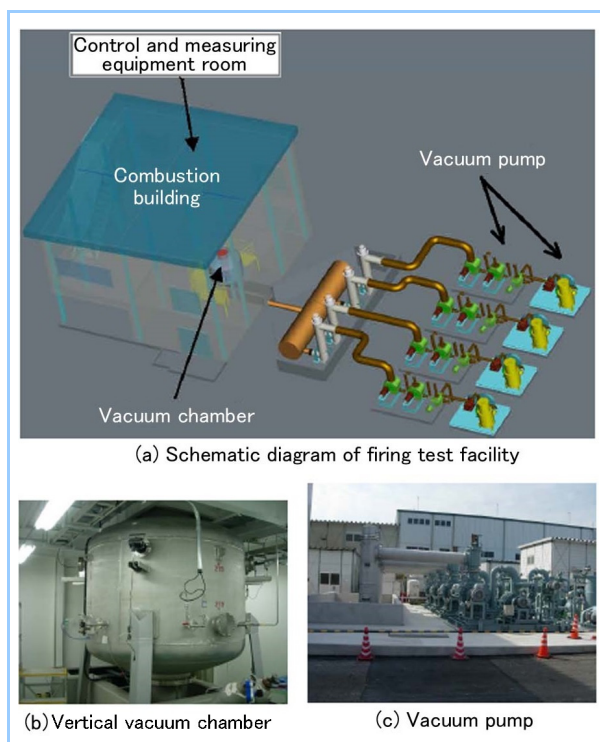 Control and measuring
equipment room
Combustion
building
Vacuum pump
Vacuum chamber
(a) Schematic diagram of firing test facility
(b) Vertical vacuum chamber
(c) Vacuum pump